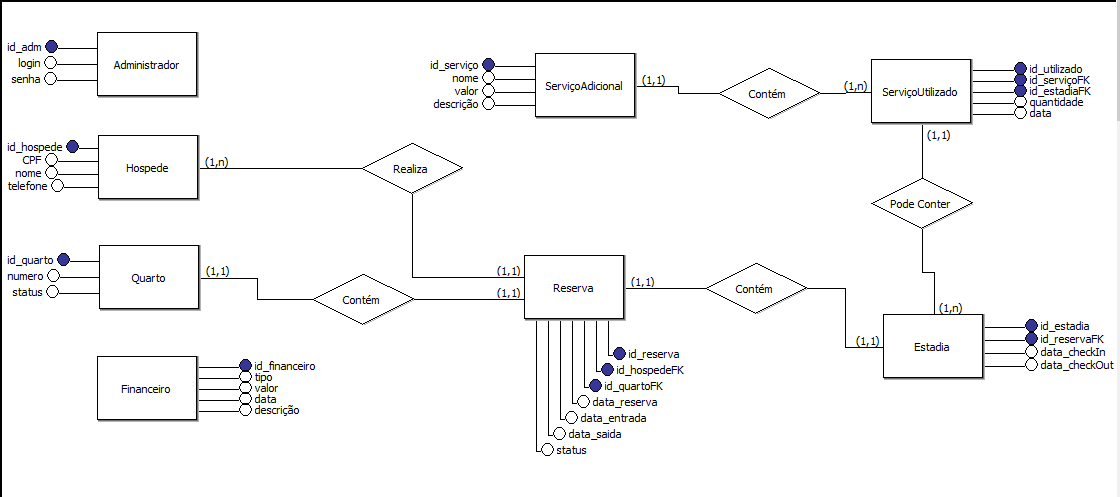 id_adm
login
senha
Administrador
id_serviço
nome
valor
descrição
ServiçoAdicional
(1,1)
Contém
(1,n)
ServiçoUtilizado
id_utilizado
id_serviçoFK
id_estadiaFK
quantidade
data
(1,1)
id_hospede
CPF
nome
telefone
Hospede
(1,n)
Realiza
Pode Conter
id_quarto
numero
status
Quarto
(1,1)
Contém
(1,1)
(1,1)
Reserva
(1,1)
Contém
(1,1)
(1,n)
Estadia
id_estadia
id_reservaFK
data_checkIn
data_checkOut
id_reserva
id_hospedeFK
id_quartoFK
data_reserva
data_entrada
data_saida
status
Financeiro
id_financeiro
tipo
valor
data
descrição